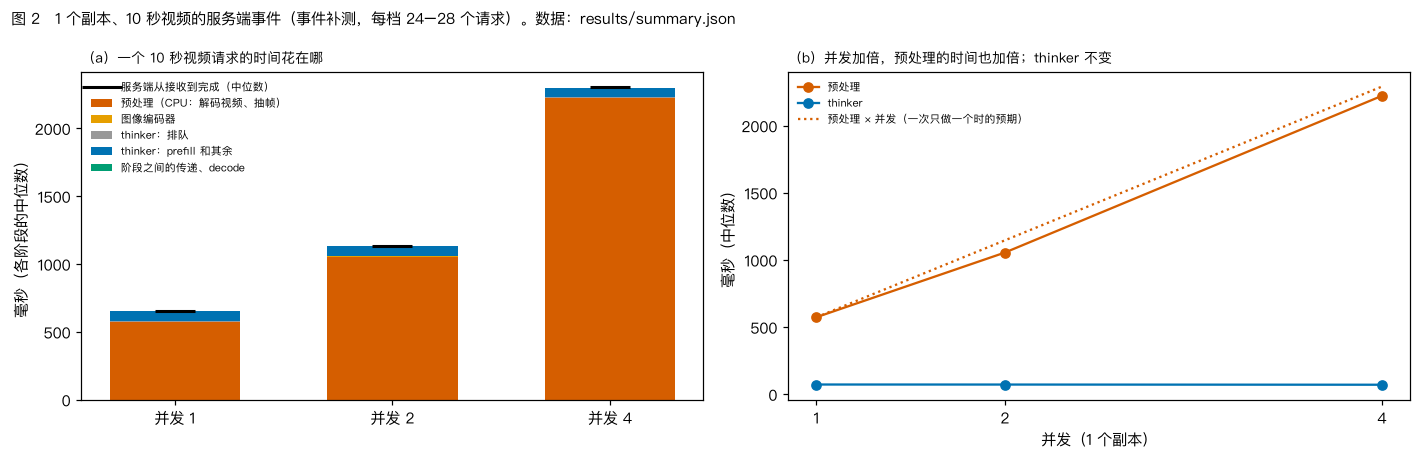 图 2　1 个副本、10 秒视频的服务端事件（事件补测，每档 24—28 个请求）。数据：results/summary.json
（a）一个 10 秒视频请求的时间花在哪
毫秒（各阶段的中位数）
2000
1500
1000
500
0
服务端从接收到完成（中位数）
预处理（CPU：解码视频、抽帧）
图像编码器
thinker：排队
thinker：prefill 和其余
阶段之间的传递、decode
并发 1
并发 2
并发 4
（b）并发加倍，预处理的时间也加倍；thinker 不变
毫秒（中位数）
2000
1500
1000
500
0
预处理
thinker
预处理 × 并发（一次只做一个时的预期）
1
2
4
并发（1 个副本）